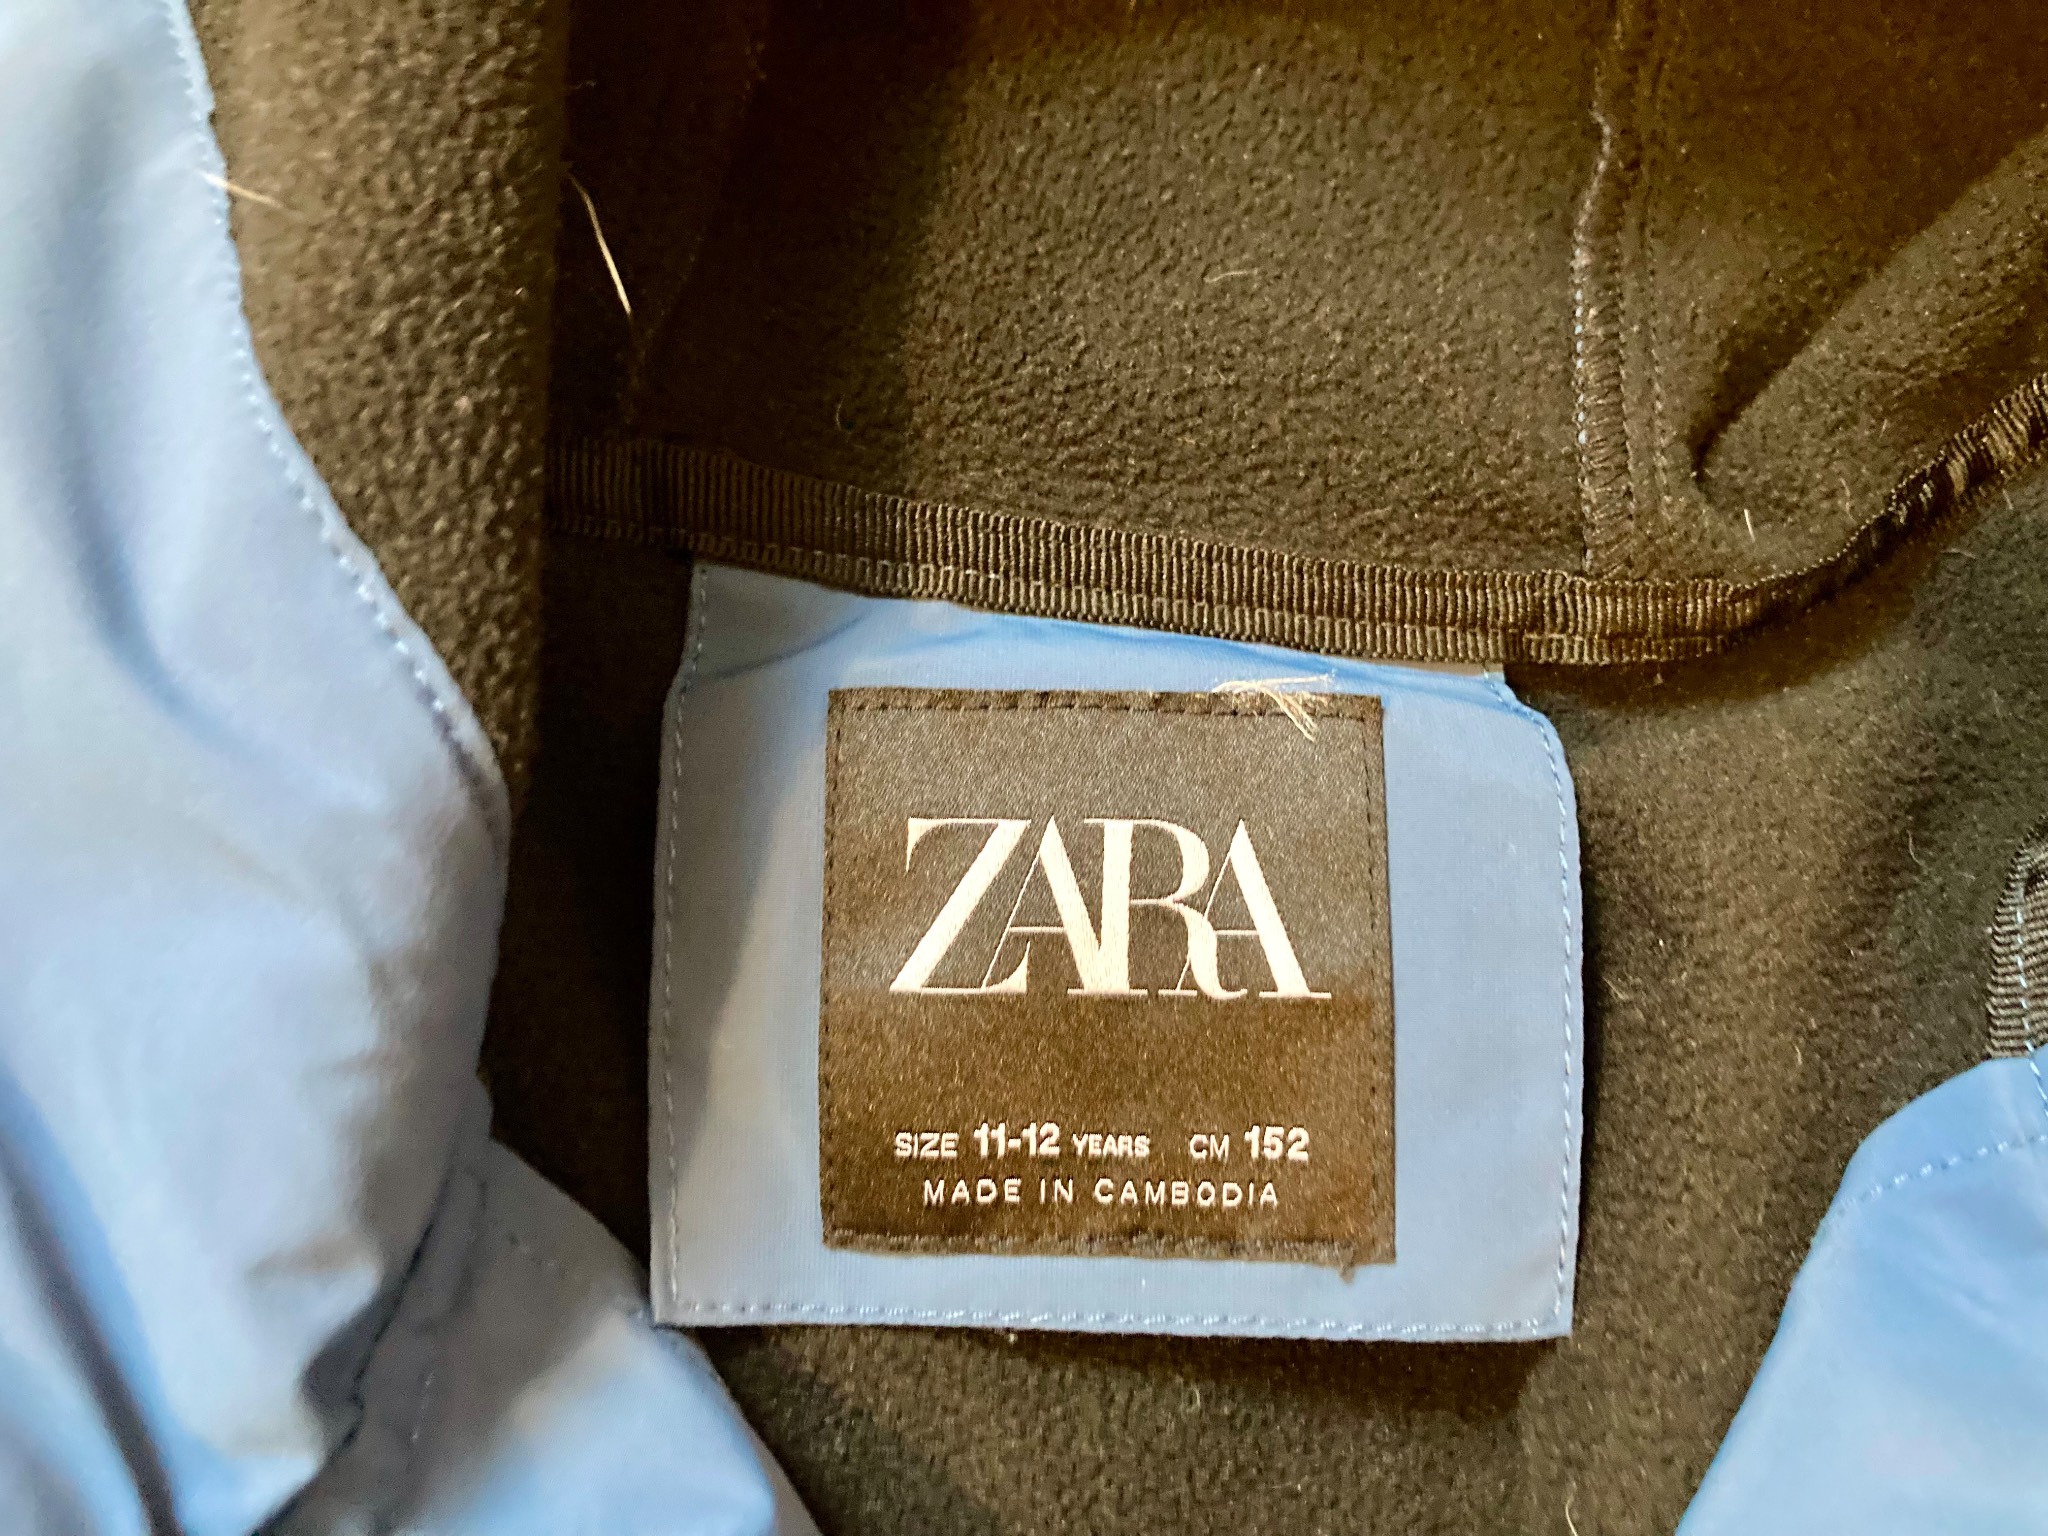 ZARA
SIZE 11-12 YEARS CM 152
MADE IN CAMBODIA